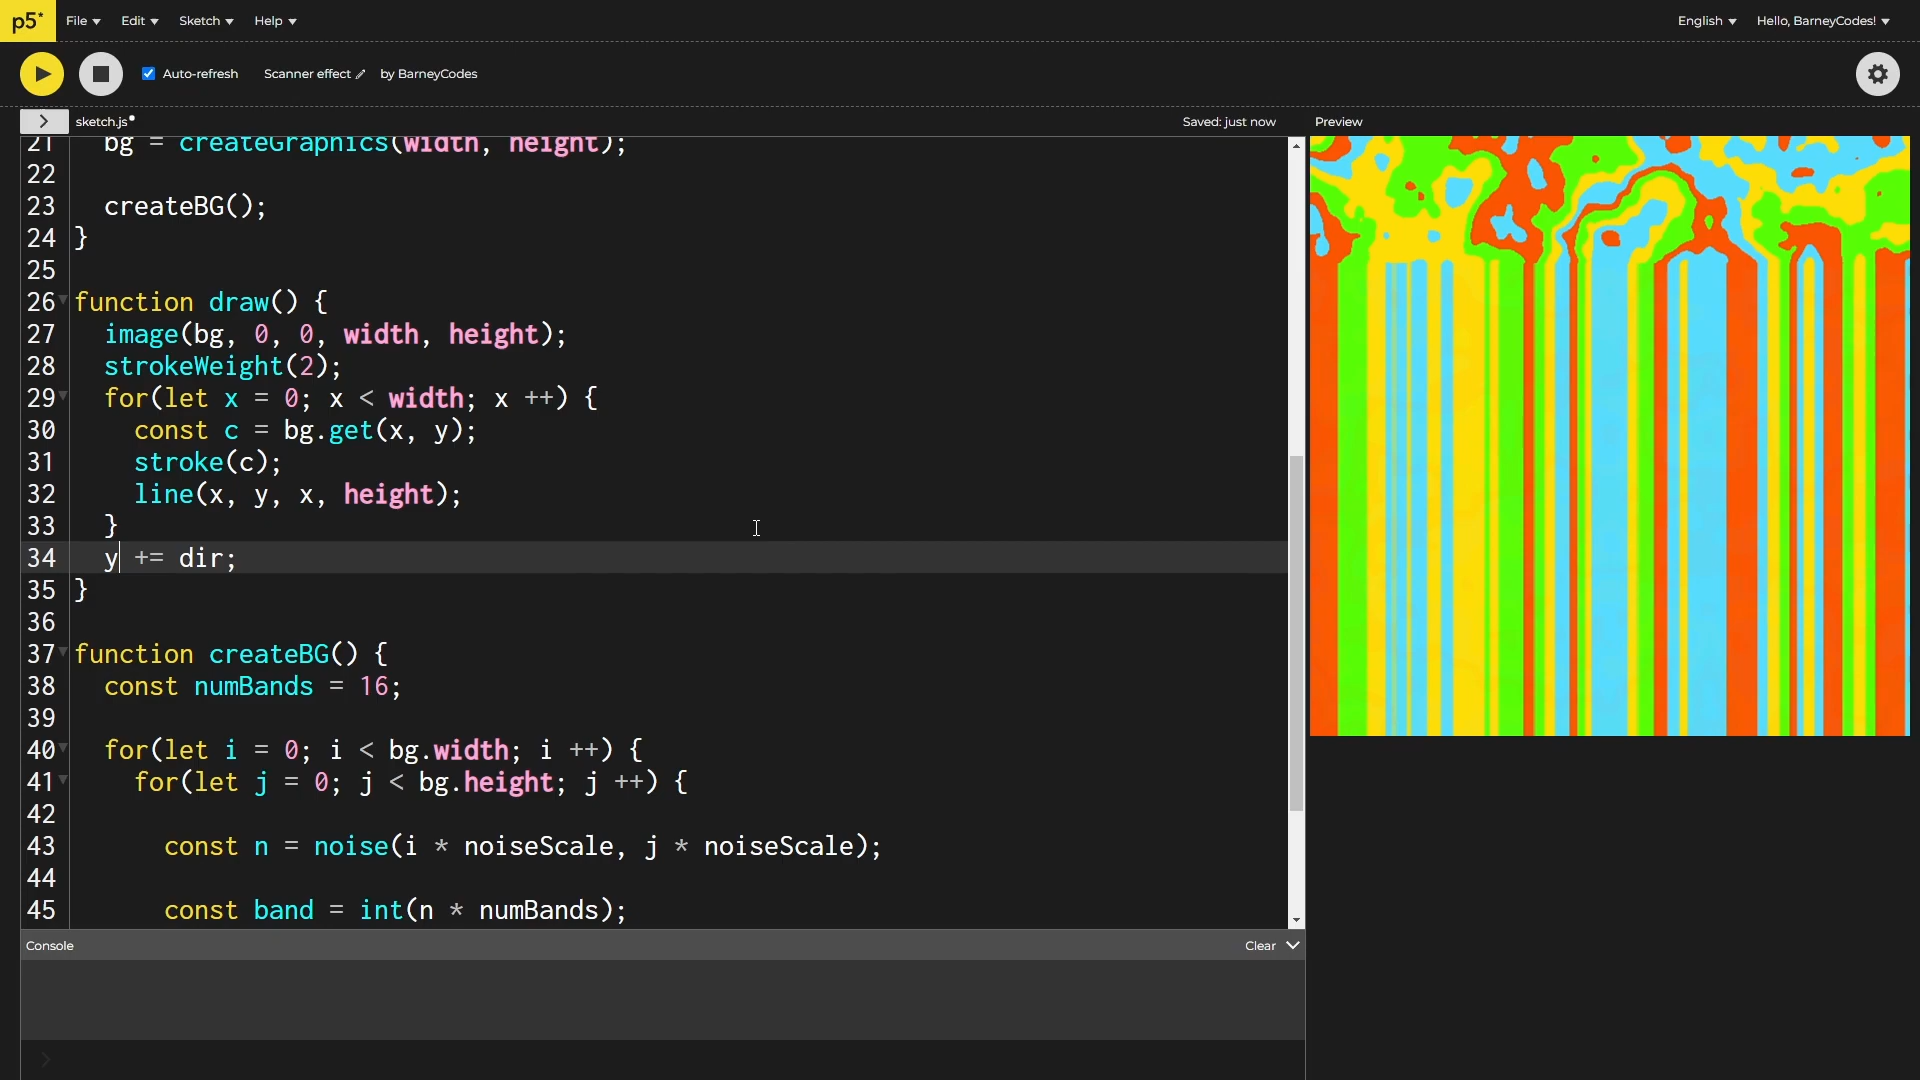 p5* File Edit Sketch Help English Hello, BarneyCodes!
Auto-refresh Scanner effect by BarneyCodes
> sketch.js Saved: just now Preview
21 bg = createGraphics(width, height);
22
23 createBG();
24 }
25
26 function draw() {
27 image(bg, 0, 0, width, height);
28 strokeWeight(2);
29 for(let x = 0; x < width; x ++) {
30 const c = bg.get(x, y);
31 stroke(c);
32 line(x, y, x, height);
33 }
34 y += dir;
35 }
36
37 function createBG() {
38 const numBands = 16;
39
40 for(let i = 0; i < bg.width; i ++) {
41 for(let j = 0; j < bg.height; j ++) {
42
43 const n = noise(i * noiseScale, j * noiseScale);
44
45 const band = int(n * numBands);
Console Clear
>